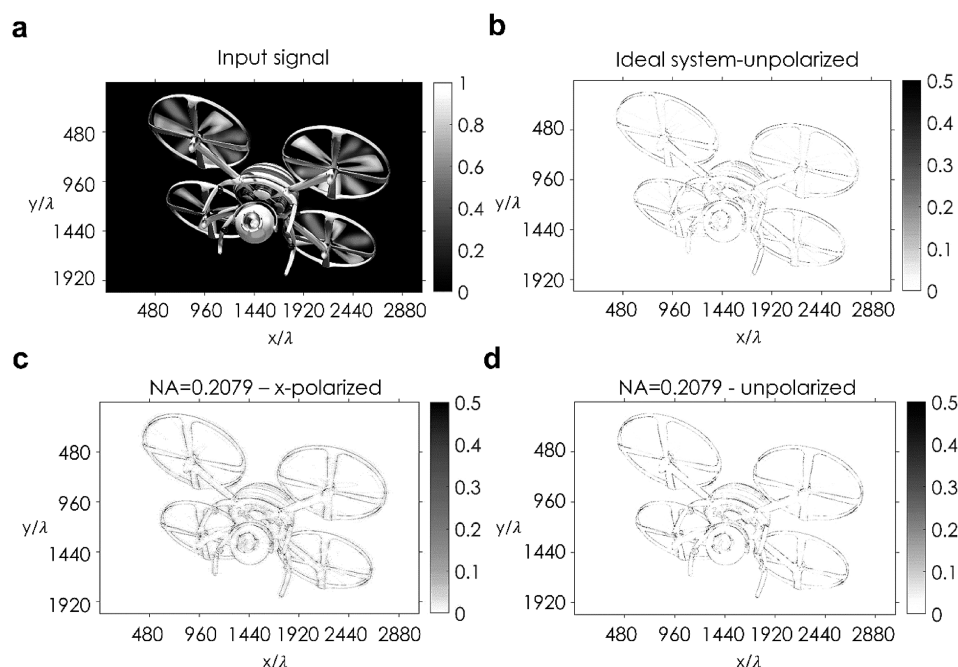 a
Input signal
1
0.8
0.6
0.4
0.2
0
480
960
1440
1920
y/λ
480 960 1440 1920 2440 2880
x/λ
b
Ideal system-unpolarized
0.5
0.4
0.3
0.2
0.1
0
480
960
1440
1920
y/λ
480 960 1440 1920 2440 2880
x/λ
c
NA=0.2079 – x-polarized
0.5
0.4
0.3
0.2
0.1
0
480
960
1440
1920
y/λ
480 960 1440 1920 2440 2880
x/λ
d
NA=0.2079 - unpolarized
0.5
0.4
0.3
0.2
0.1
0
480
960
1440
1920
y/λ
480 960 1440 1920 2440 2880
x/λ